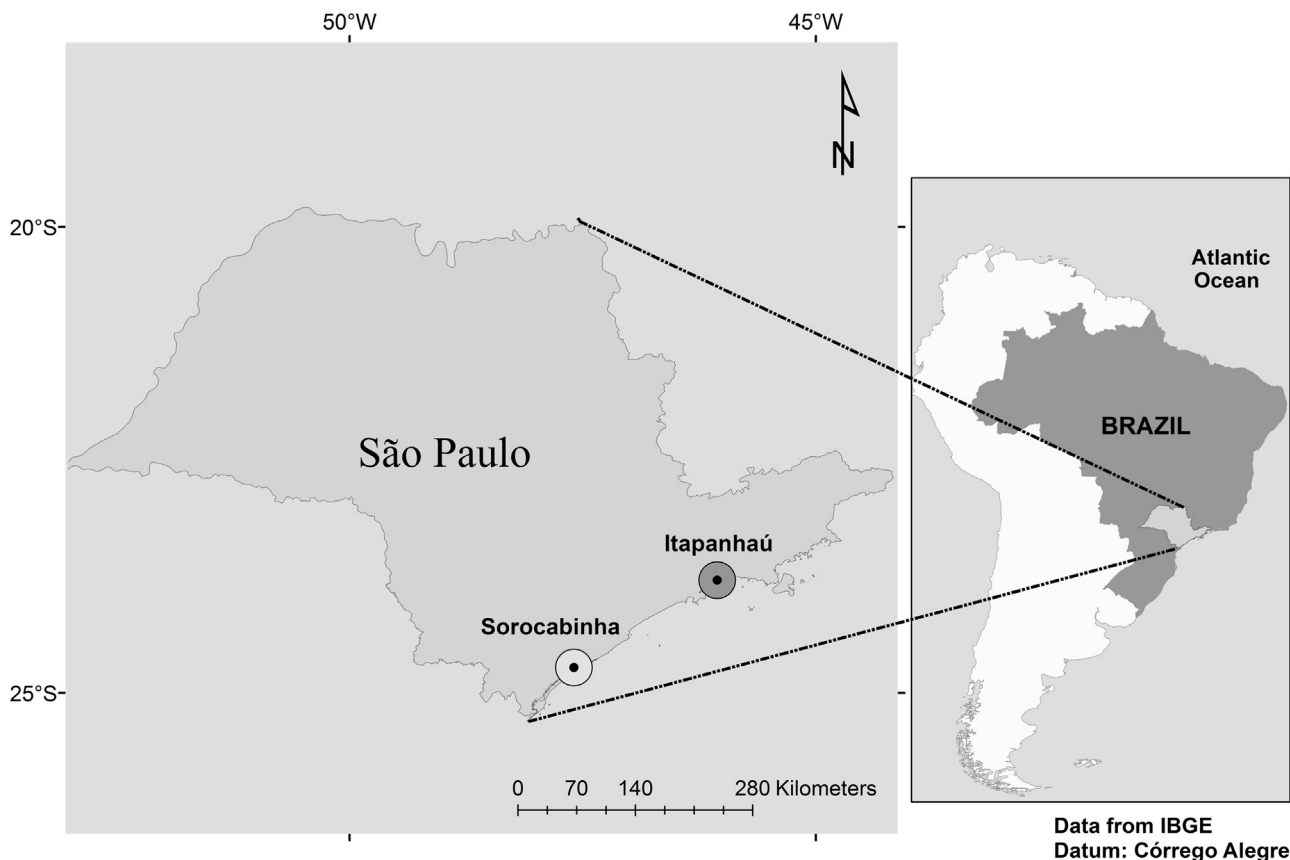 50°W
45°W
N
20°S
Atlantic
Ocean
BRAZIL
São Paulo
Itapanhaú
Sorocabinha
25°S
0 70 140 280 Kilometers
Data from IBGE
Datum: Córrego Alegre